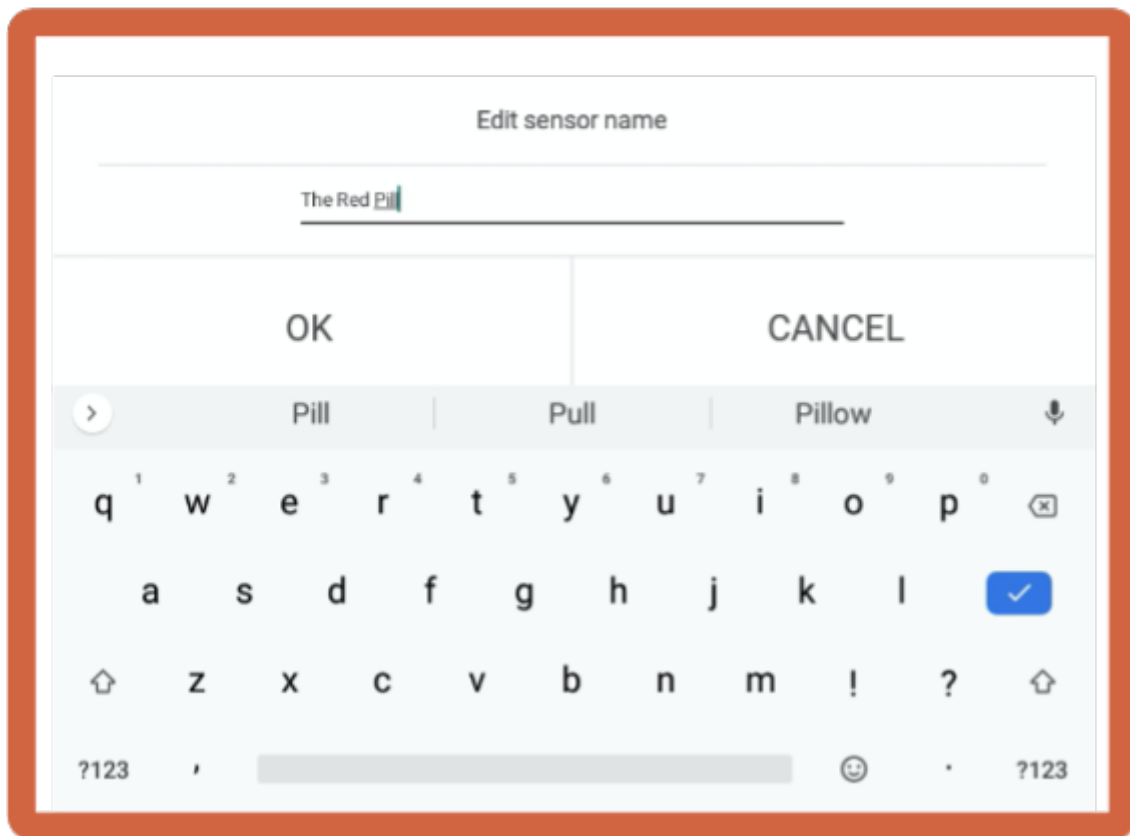 Edit sensor name
The Red Pill
OK CANCEL
Pill Pull Pillow
1 2 3 4 5 6 7 8 9 0
q w e r t y u i o p
a s d f g h j k l
z x c v b n m ! ?
?123 , . ?123